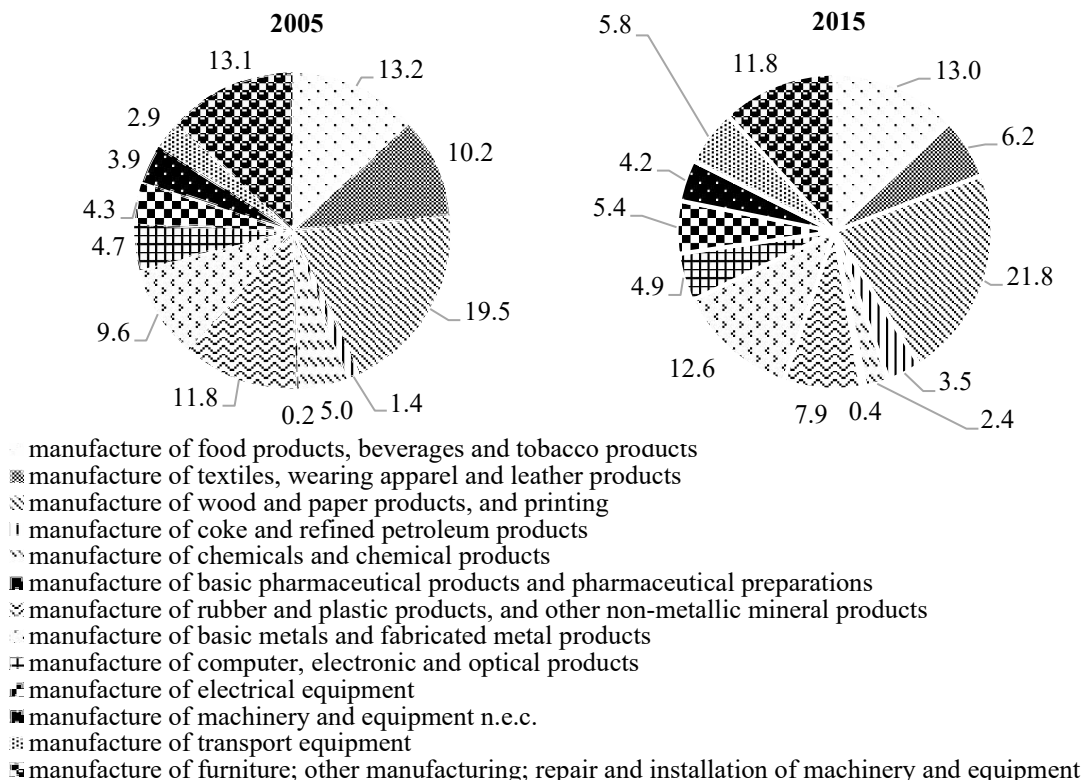 2005
2015
5.8
13.1
13.2
11.8
13.0
2.9
10.2
6.2
3.9
4.2
4.3
5.4
4.7
4.9
21.8
19.5
9.6
12.6
3.5
11.8
0.2
5.0
1.4
7.9
0.4
2.4
manufacture of food products, beverages and tobacco products
manufacture of textiles, wearing apparel and leather products
manufacture of wood and paper products, and printing
manufacture of coke and refined petroleum products
manufacture of chemicals and chemical products
manufacture of basic pharmaceutical products and pharmaceutical preparations
manufacture of rubber and plastic products, and other non-metallic mineral products
manufacture of basic metals and fabricated metal products
manufacture of computer, electronic and optical products
manufacture of electrical equipment
manufacture of machinery and equipment n.e.c.
manufacture of transport equipment
manufacture of furniture; other manufacturing; repair and installation of machinery and equipment